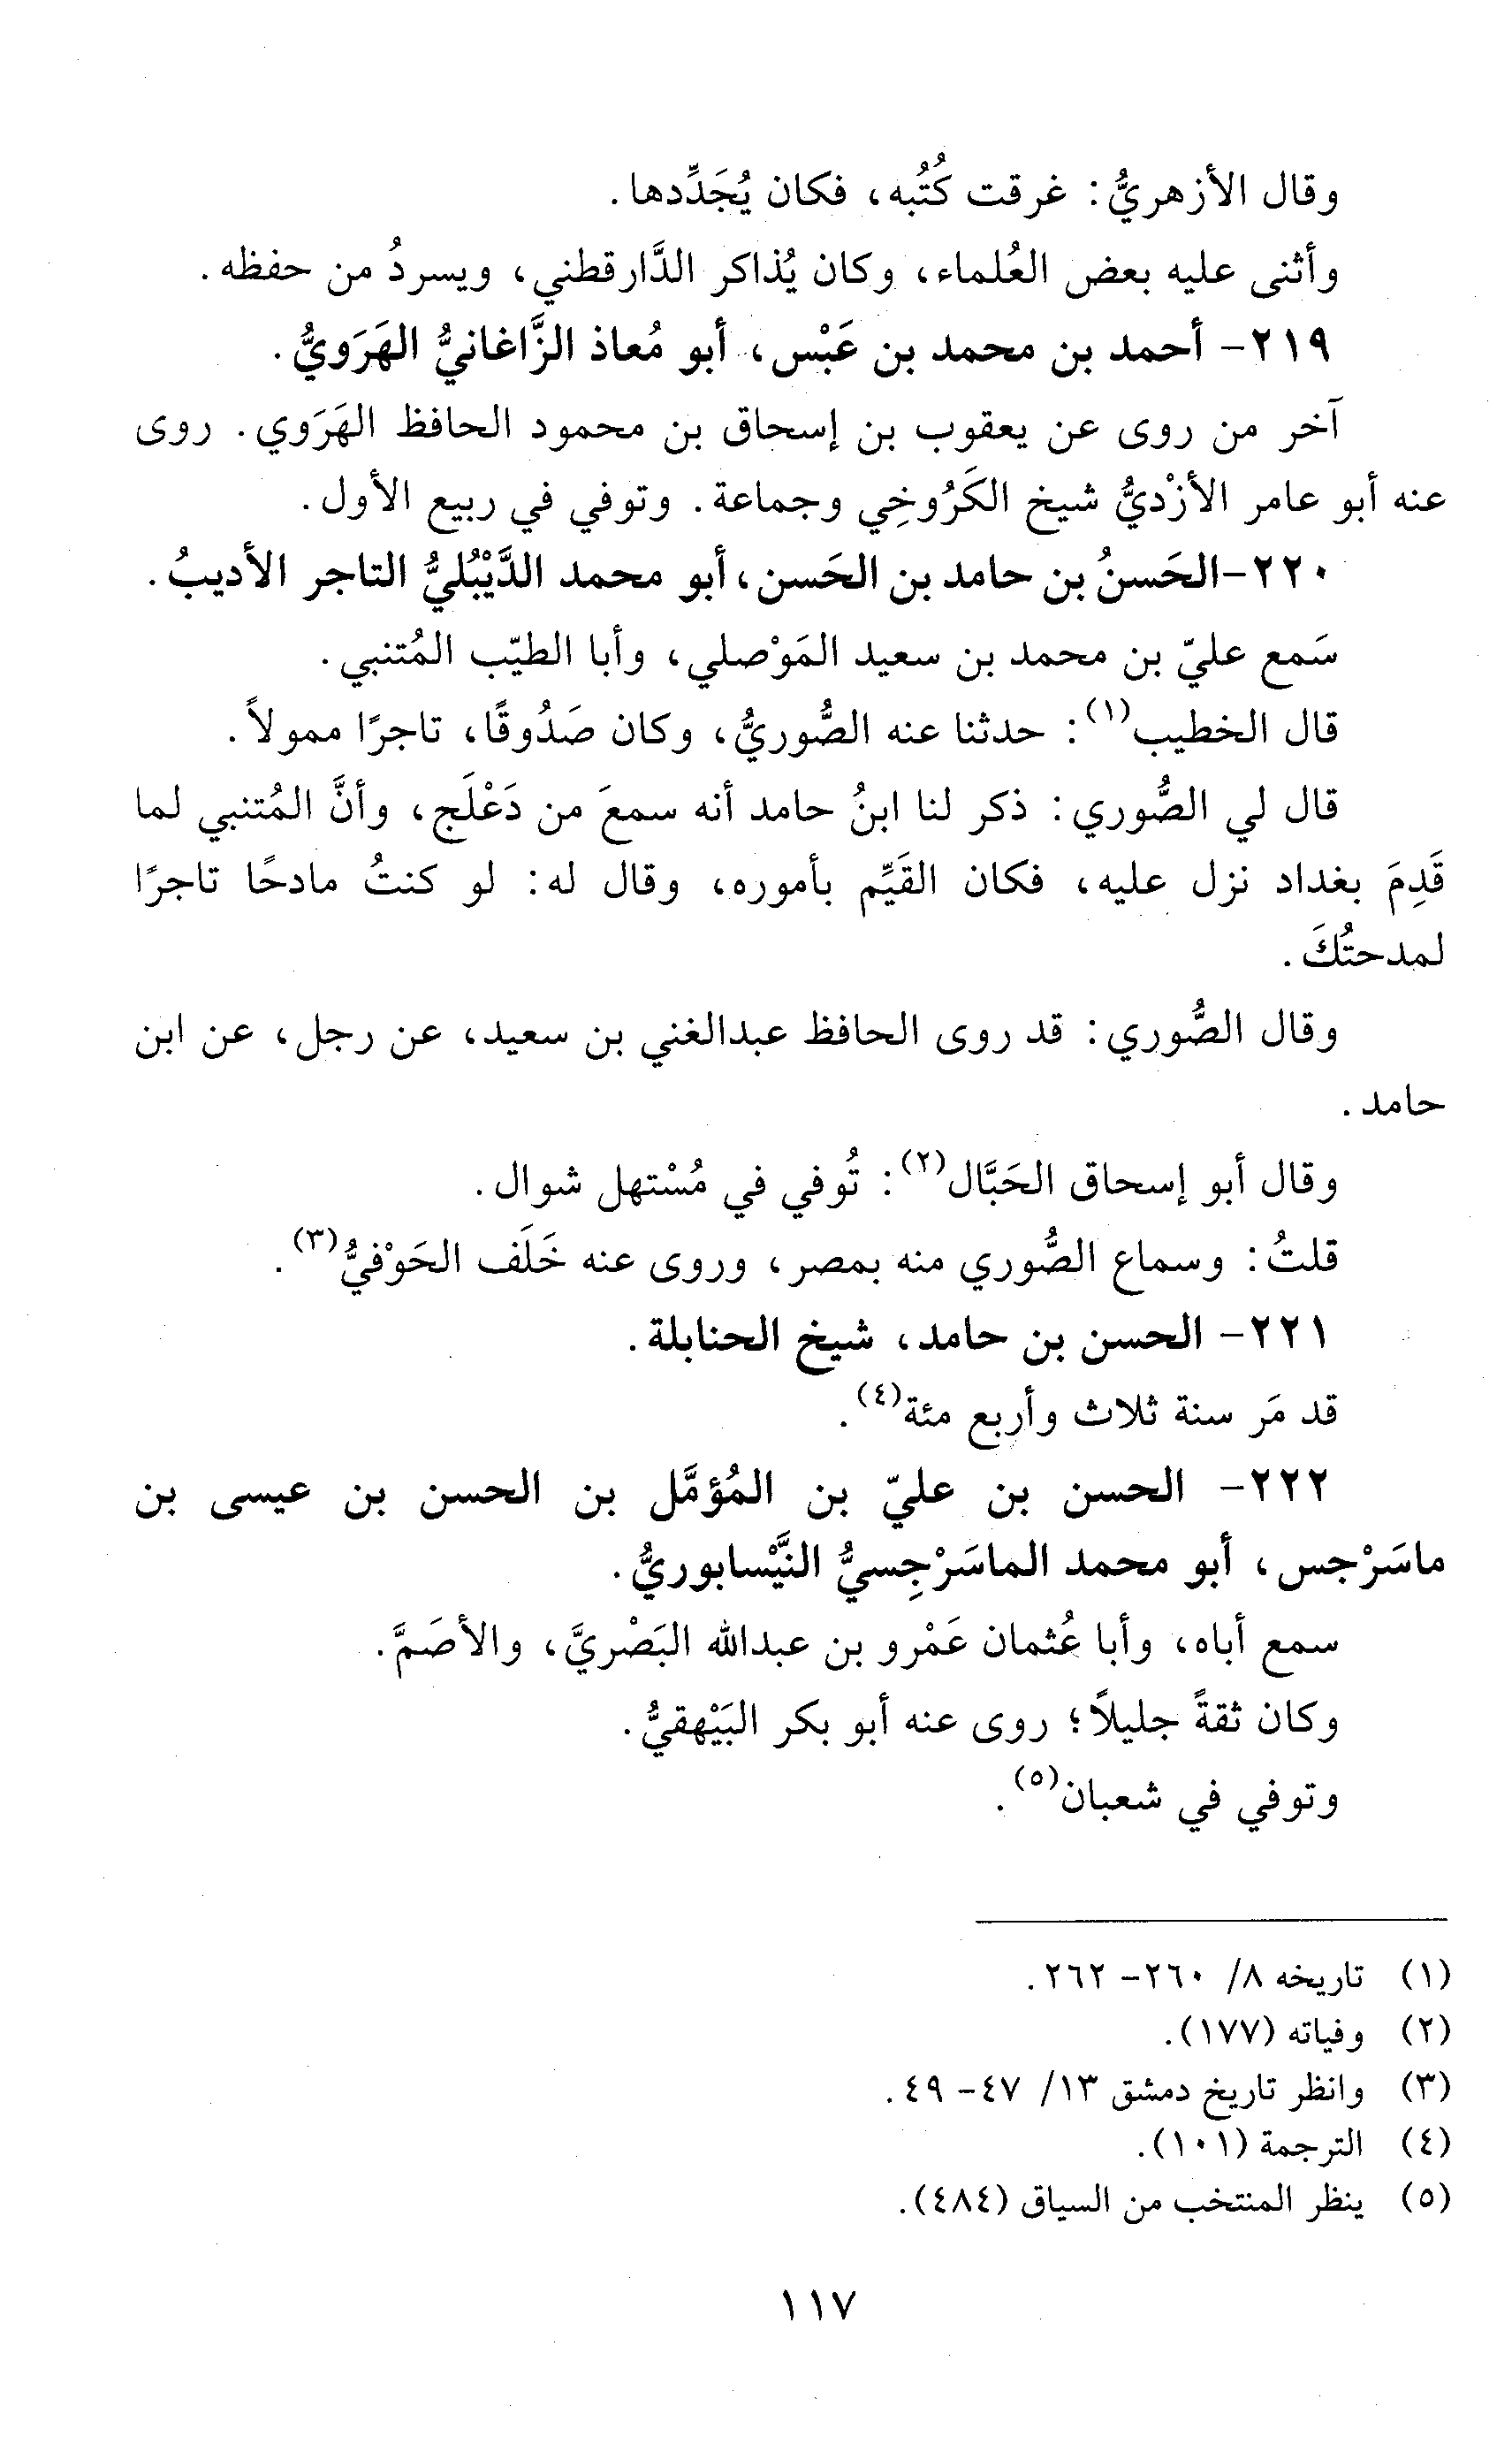 وقال الأزهريُّ: غرقت كُتُبه، فكان يُجَدِّدها.
وأثنى عليه بعض العُلماء، وكان يُذاكر الدَّارقطني، ويسردُ من حفظه.
٢١٩- أحمد بن محمد بن عَبْس، أبو مُعاذ الزَّاغانيُّ الهَرَويُّ.
آخر من روى عن يعقوب بن إسحاق بن محمود الحافظ الهَرَوي. روى
عنه أبو عامر الأزْديُّ شيخ الكَرُوخِي وجماعة. وتوفي في ربيع الأول.
٢٢٠-الحَسنُ بن حامد بن الحَسن، أبو محمد الدَّيْبُليُّ التاجر الأديبُ.
سَمع عليّ بن محمد بن سعيد المَوْصلي، وأبا الطيّب المُتنبي.
قال الخطيب(١): حدثنا عنه الصُّوريُّ، وكان صَدُوقًا، تاجرًا ممولاً.
قال لي الصُّوري: ذكر لنا ابنُ حامد أنه سمعَ من دَعْلَج، وأنَّ المُتنبي لما
قَدِمَ بغداد نزل عليه، فكان القَيِّم بأموره، وقال له: لو كنتُ مادحًا تاجرًا
لمدحتُكَ.
وقال الصُّوري: قد روى الحافظ عبدالغني بن سعيد، عن رجل، عن ابن
حامد.
وقال أبو إسحاق الحَبَّال(٢): تُوفي في مُسْتهل شوال.
قلتُ: وسماع الصُّوري منه بمصر، وروى عنه خَلَف الحَوْفيُّ(٣).
٢٢١- الحسن بن حامد، شيخ الحنابلة.
قد مَر سنة ثلاث وأربع مئة(٤).
٢٢٢- الحسن بن عليّ بن المُؤمَّل بن الحسن بن عيسى بن
ماسَرْجس، أبو محمد الماسَرْجِسيُّ النَّيْسابوريُّ.
سمع أباه، وأبا عُثمان عَمْرو بن عبدالله البَصْريَّ، والأصَمَّ.
وكان ثقةً جليلاً؛ روى عنه أبو بكر البَيْهقيُّ.
وتوفي في شعبان(٥).
(١) تاريخه ٨/ ٢٦٠- ٢٦٢.
(٢) وفياته (١٧٧).
(٣) وانظر تاريخ دمشق ١٣/ ٤٧- ٤٩.
(٤) الترجمة (١٠١).
(٥) ينظر المنتخب من السياق (٤٨٤).
١١٧